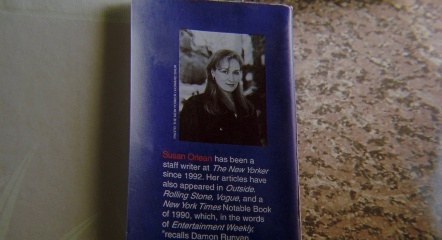 Susan Orlean has been a
staff writer at The New Yorker
since 1992. Her articles have
also appeared in Outside,
Rolling Stone, Vogue, and a
New York Times Notable Book
of 1990, which, in the words
of Entertainment Weekly,
"recalls Damon Runyan